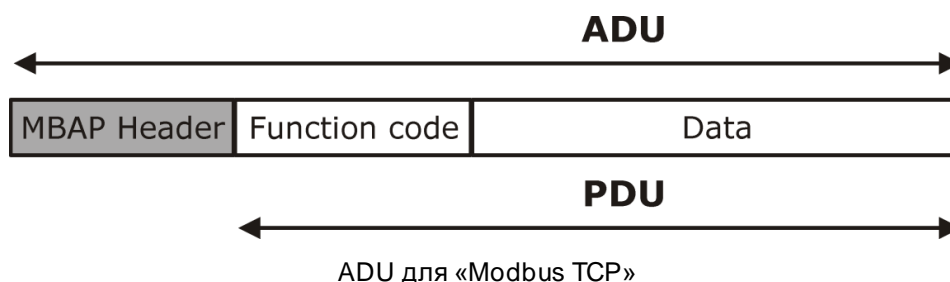 ADU
MBAP Header Function code Data
PDU
ADU для «Modbus TCP»